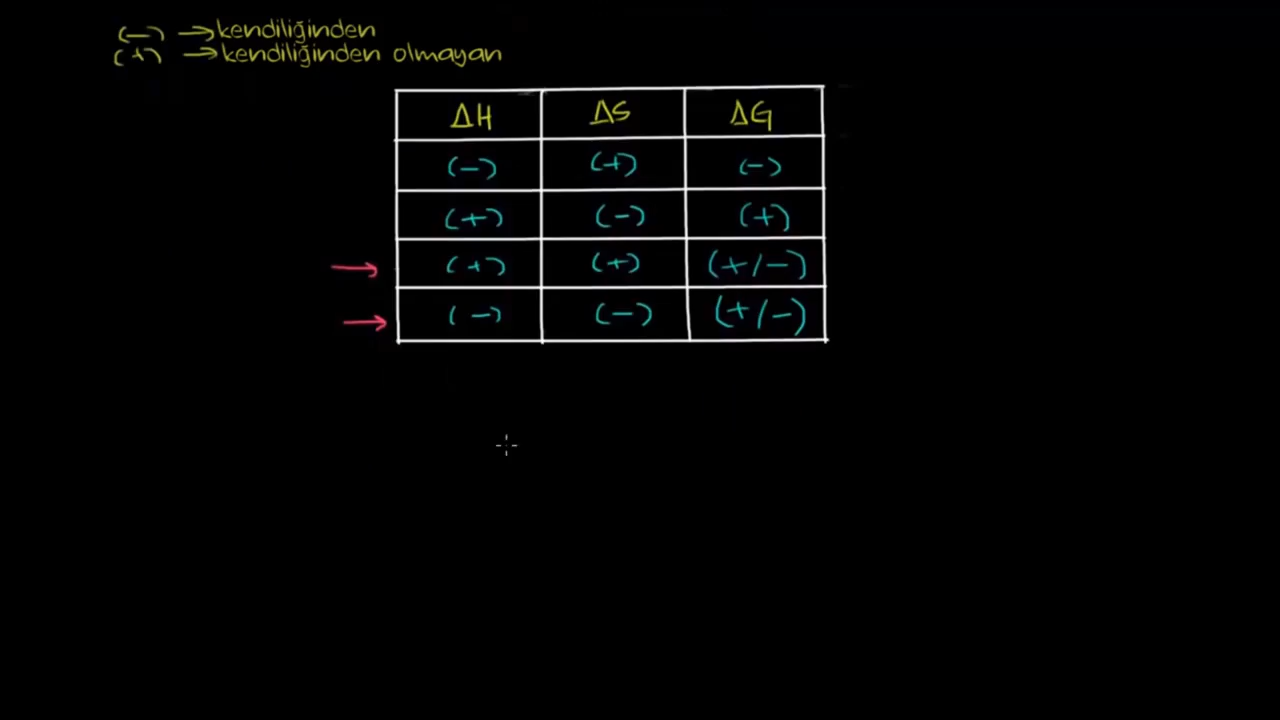 (-) → kendiliğinden
(+) → kendiliğinden olmayan
ΔH ΔS ΔG
(-) (+) (-)
(+) (-) (+)
→ (+) (+) (+/-)
→ (-) (-) (+/-)